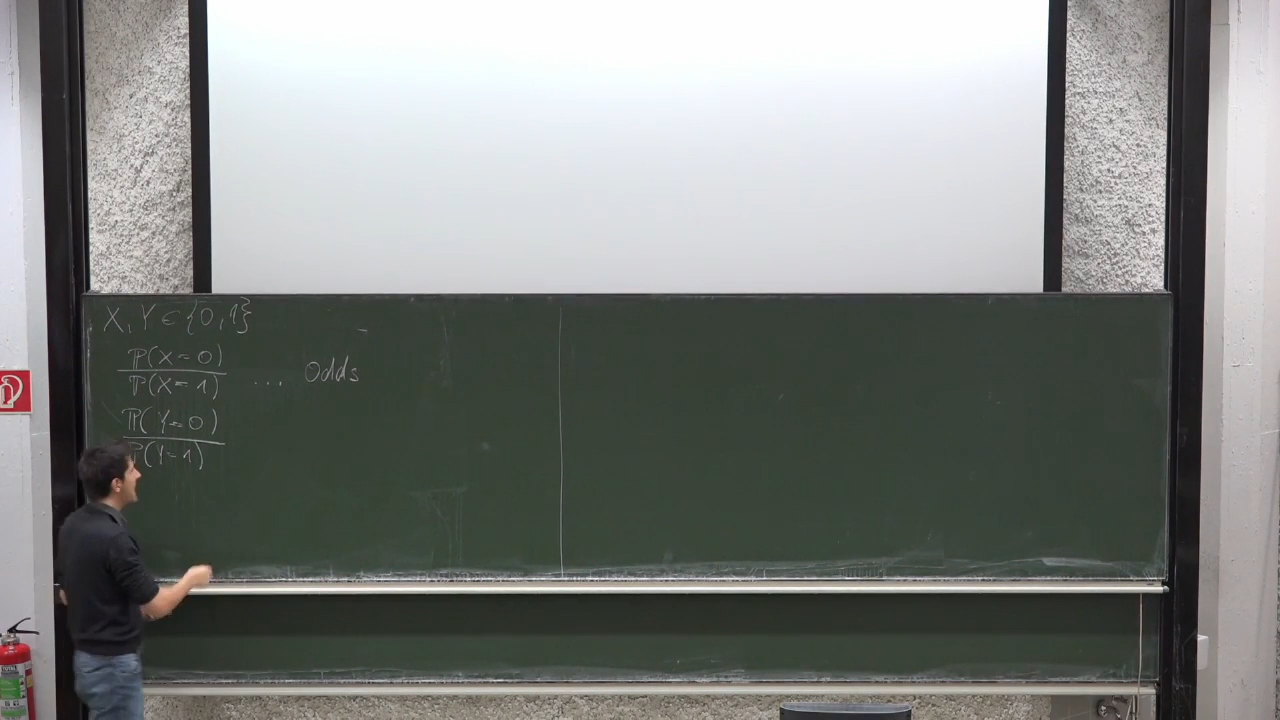 X, Y ∈ {0, 1}
ℙ(X = 0)
ℙ(X = 1) ... Odds
ℙ(Y = 0)
ℙ(Y = 1)